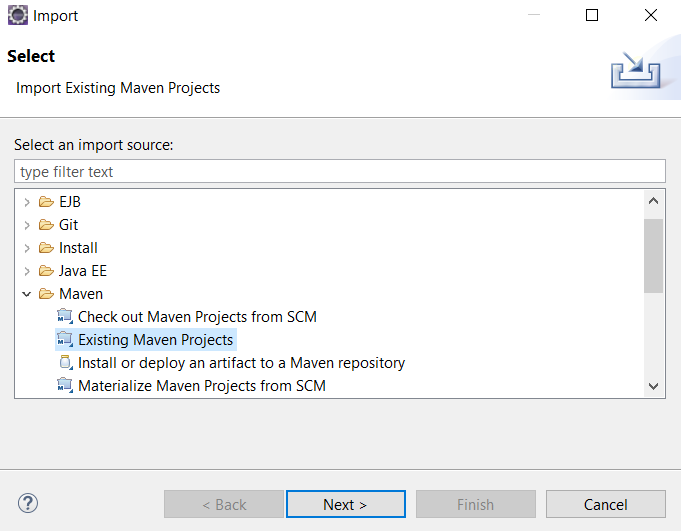 Import
Select
Import Existing Maven Projects
Select an import source:
type filter text
EJB
Git
Install
Java EE
Maven
Check out Maven Projects from SCM
Existing Maven Projects
Install or deploy an artifact to a Maven repository
Materialize Maven Projects from SCM
? < Back Next > Finish Cancel